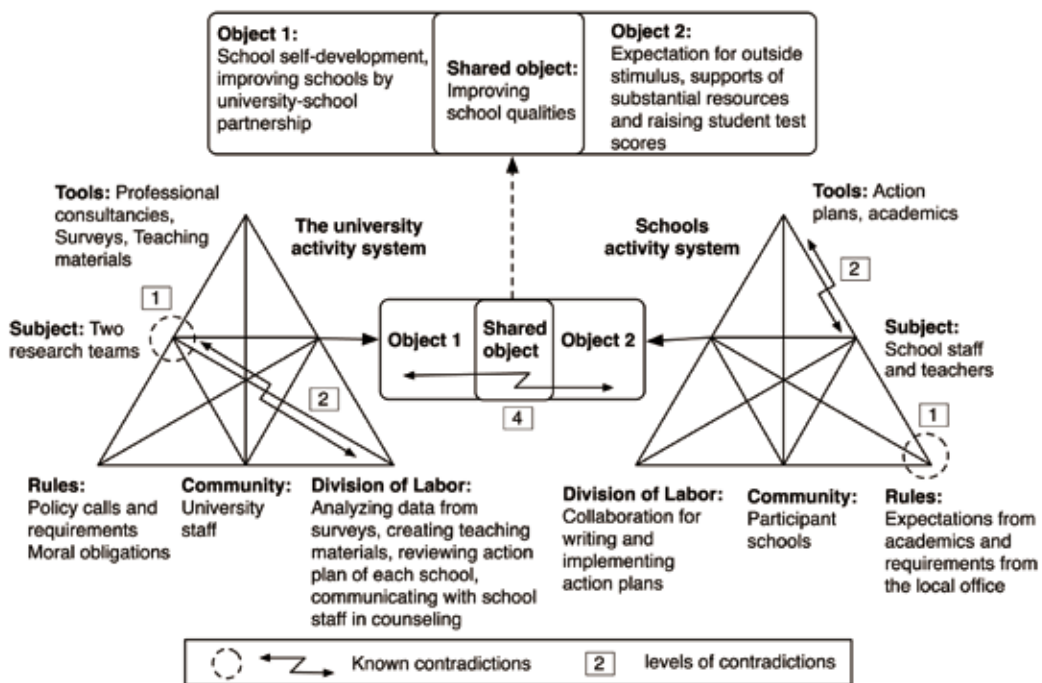 Object 1:
School self-development,
improving schools by
university-school
partnership
Shared object:
Improving
school qualities
Object 2:
Expectation for outside
stimulus, supports of
substantial resources
and raising student test
scores
Tools: Professional
consultancies,
Surveys, Teaching
materials
The university
activity system
Schools
activity system
Tools: Action
plans, academics
1
2
Subject: Two
research teams
Object 1
Shared
object
Object 2
Subject:
School staff
and teachers
2
4
1
Rules:
Policy calls and
requirements
Moral obligations
Community:
University
staff
Division of Labor:
Analyzing data from
surveys, creating teaching
materials, reviewing action
plan of each school,
communicating with school
staff in counseling
Division of Labor:
Collaboration for
writing and
implementing
action plans
Community:
Participant
schools
Rules:
Expectations from
academics and
requirements from
the local office
Known contradictions
2
levels of contradictions